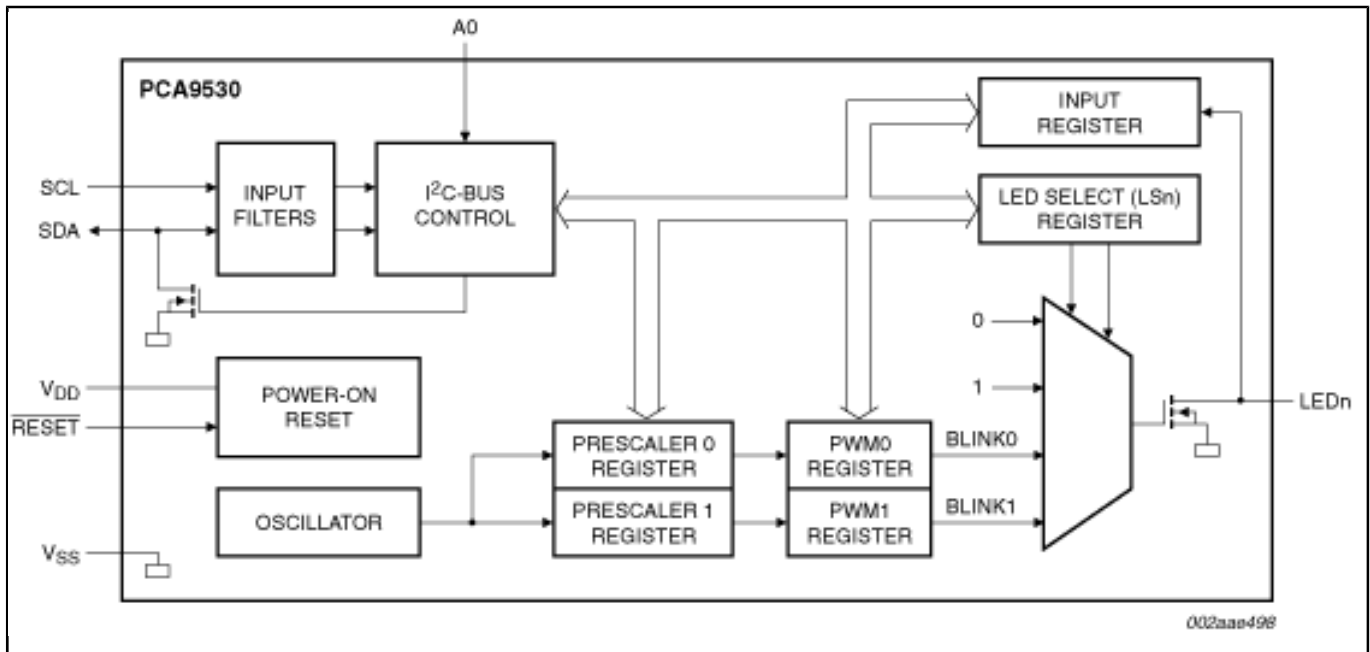 A0
PCA9530
INPUT
REGISTER
SCL
SDA
INPUT
FILTERS
I²C-BUS
CONTROL
LED SELECT (LSn)
REGISTER
0
1
VDD
RESET
POWER-ON
RESET
LEDn
PRESCALER 0
REGISTER
PWM0
REGISTER
BLINK0
OSCILLATOR
PRESCALER 1
REGISTER
PWM1
REGISTER
BLINK1
VSS
002aae498